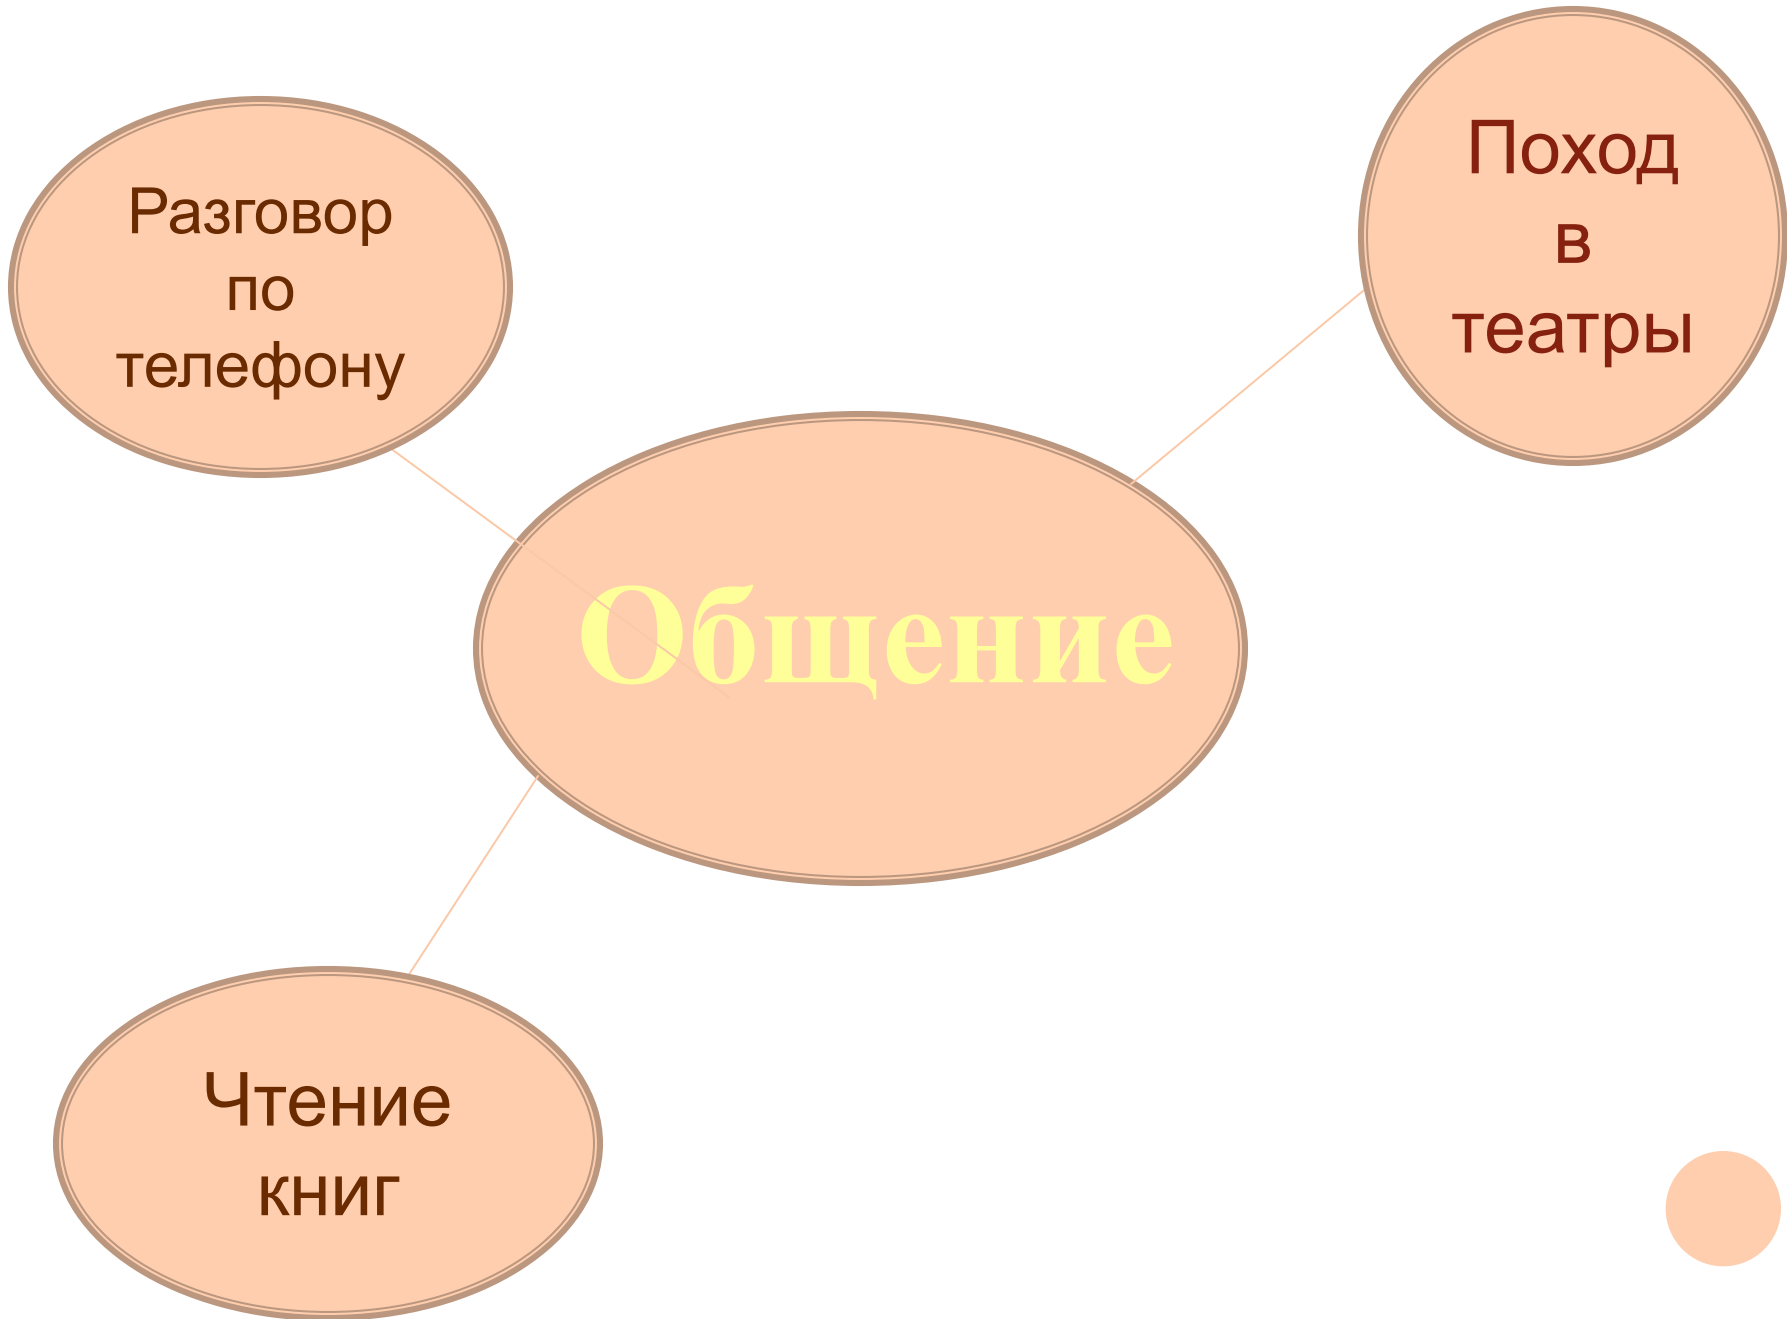 Разговор
по
телефону
Поход
в
театры
Общение
Чтение
книг